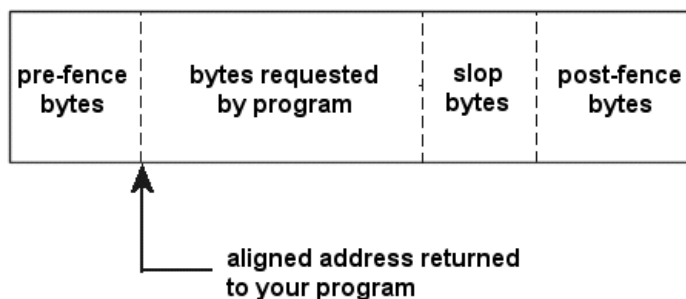 pre-fence
bytes
bytes requested
by program
slop
bytes
post-fence
bytes
aligned address returned
to your program